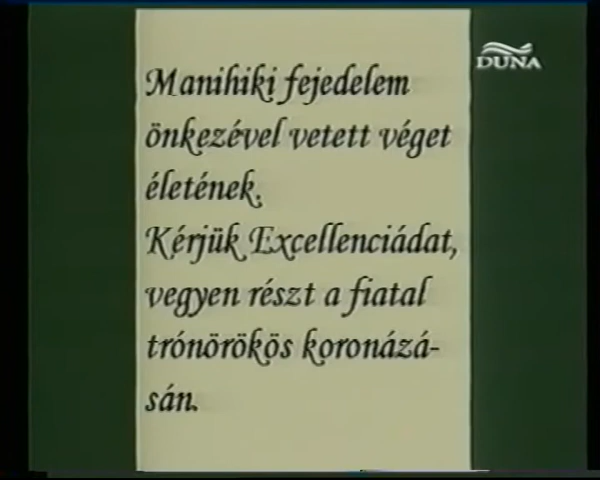 DUNA
Manihiki fejedelem
önkezével vetett véget
életének.
Kérjük Excellenciádat,
vegyen részt a fiatal
trónörökös koronázá-
sán.